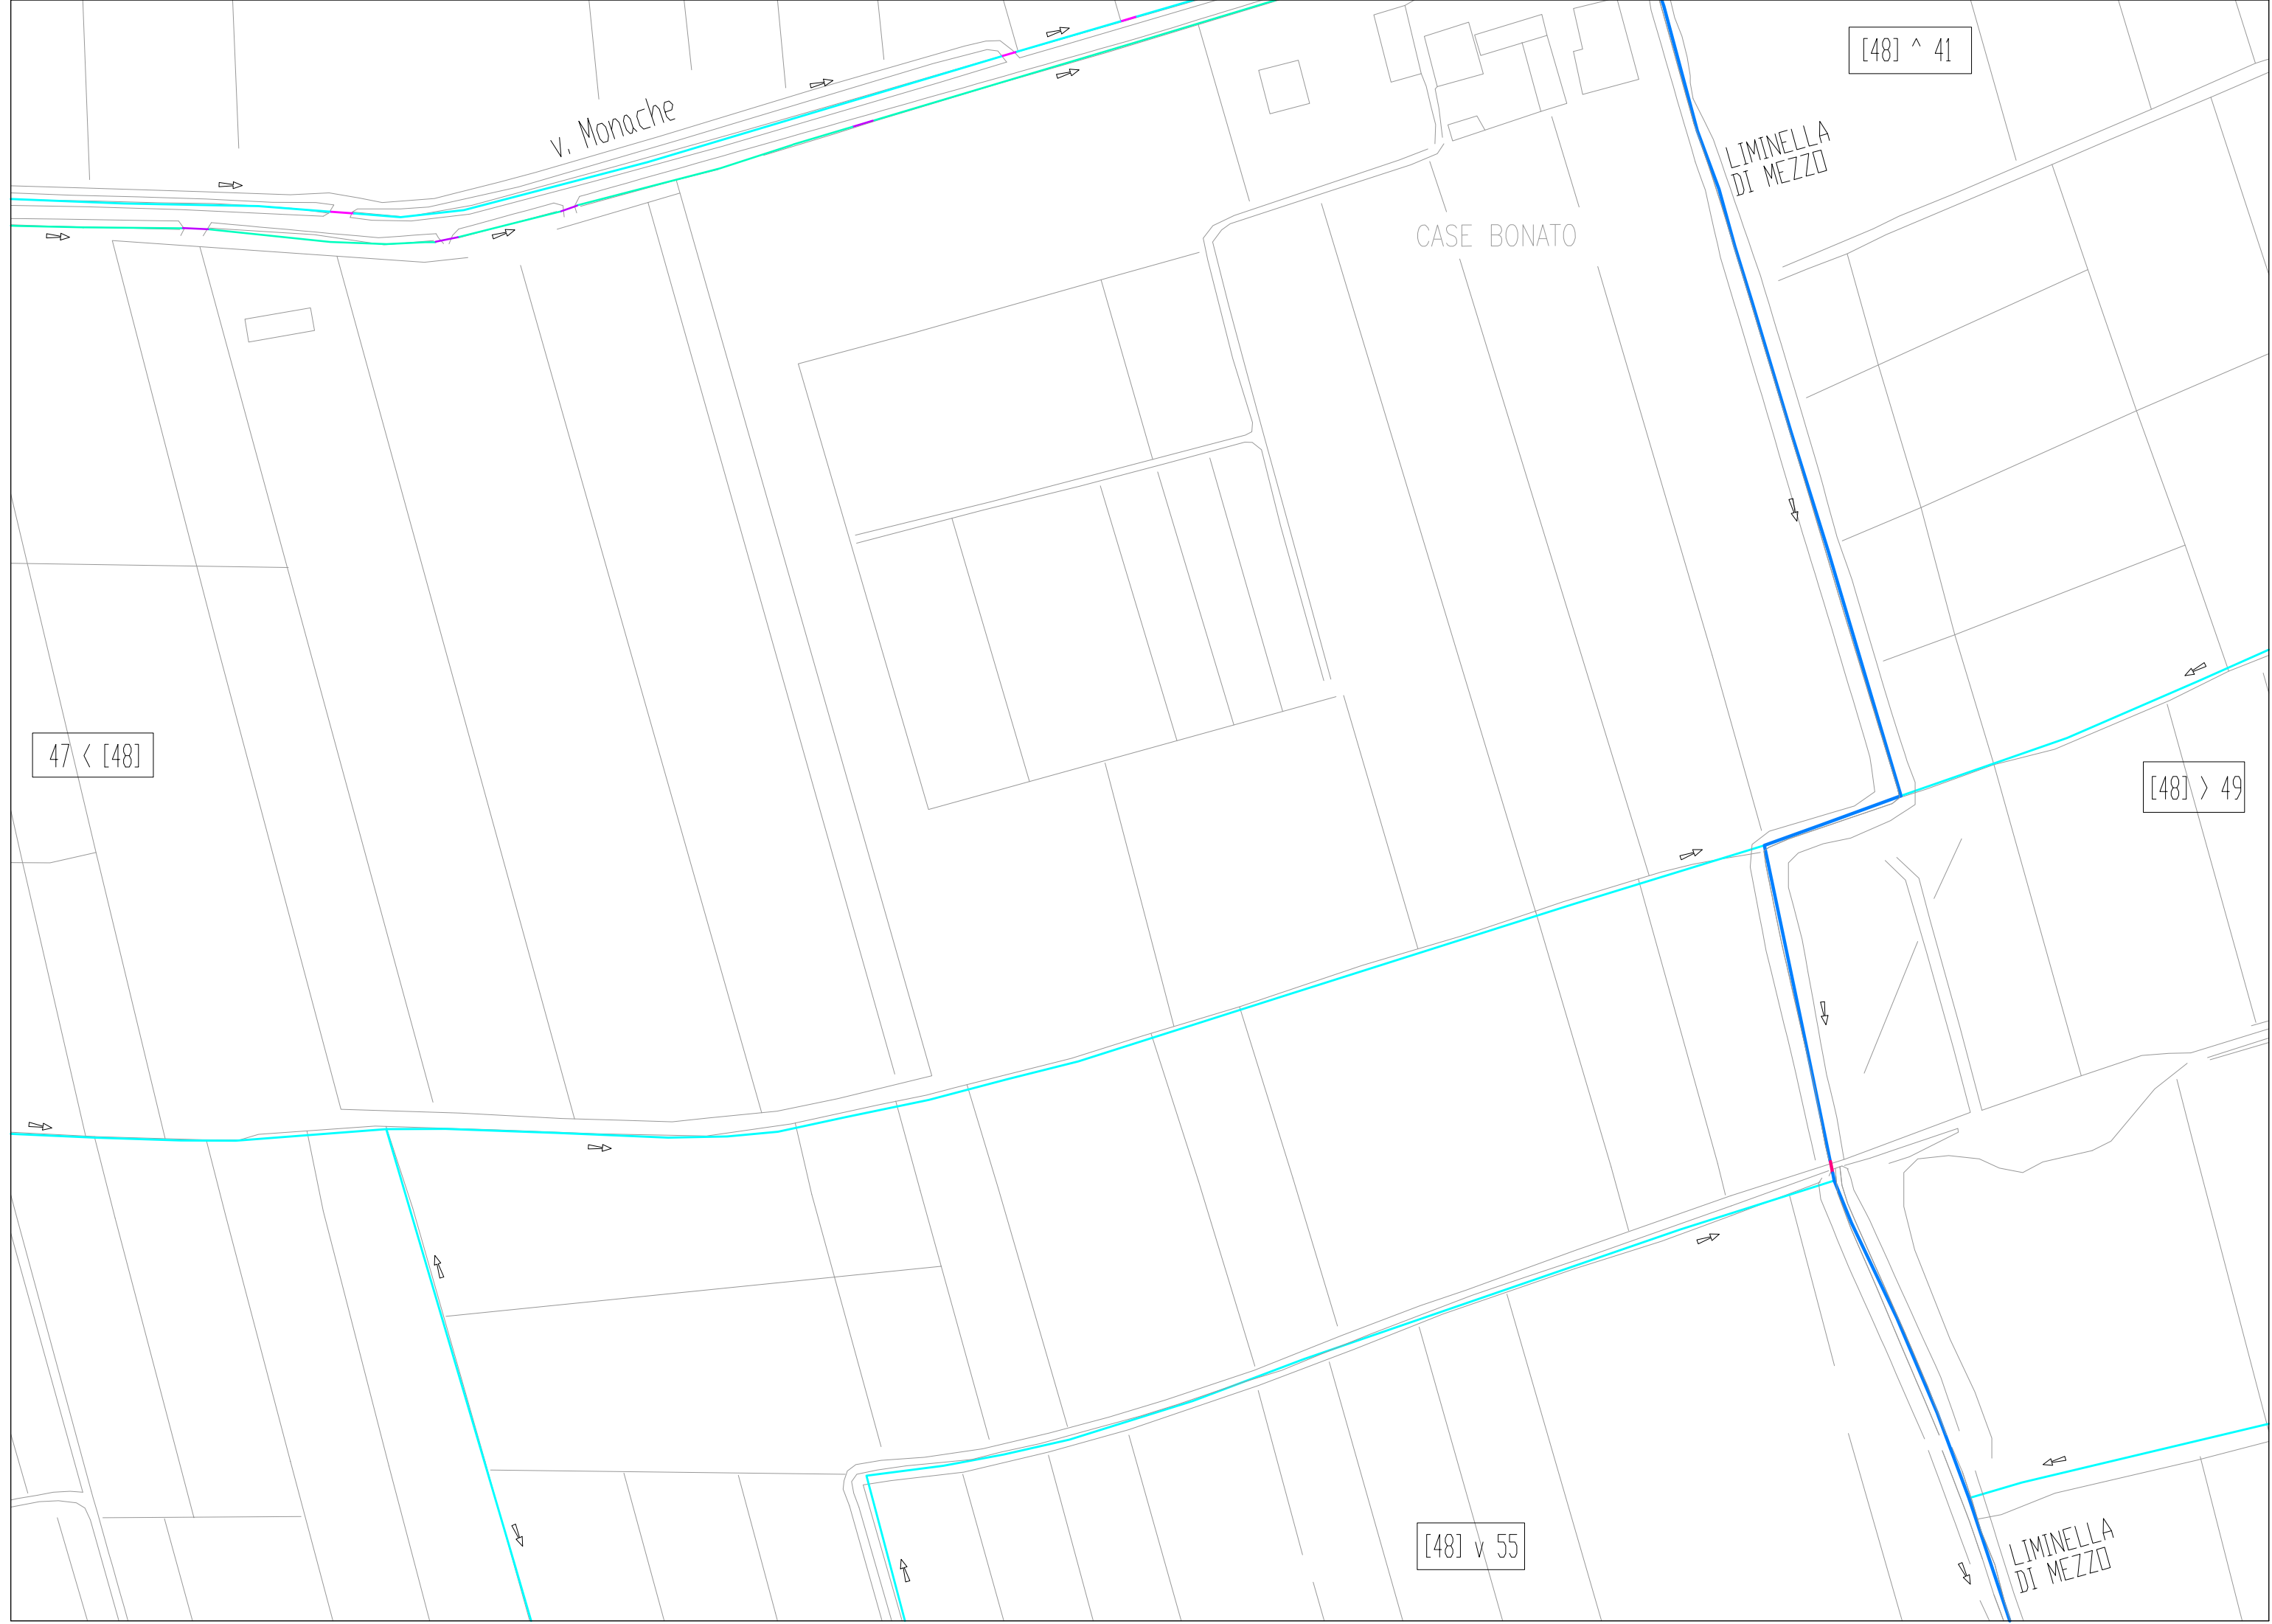 [48] ^ 41
v. Monache
LIMINELLA
DI MEZZO
CASE BONATO
47 < [48]
[48] > 49
[48] v 55
LIMINELLA
DI MEZZO